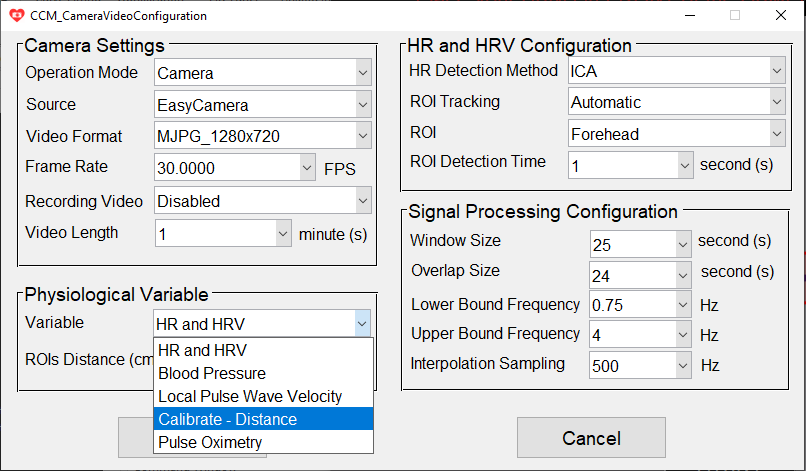 CCM_CameraVideoConfiguration
Camera Settings
Operation Mode Camera
Source EasyCamera
Video Format MJPG_1280x720
Frame Rate 30.0000 FPS
Recording Video Disabled
Video Length 1 minute (s)
Physiological Variable
Variable HR and HRV
ROIs Distance (cm
HR and HRV
Blood Pressure
Local Pulse Wave Velocity
Calibrate - Distance
Pulse Oximetry
HR and HRV Configuration
HR Detection Method ICA
ROI Tracking Automatic
ROI Forehead
ROI Detection Time 1 second (s)
Signal Processing Configuration
Window Size 25 second (s)
Overlap Size 24 second (s)
Lower Bound Frequency 0.75 Hz
Upper Bound Frequency 4 Hz
Interpolation Sampling 500 Hz
Cancel